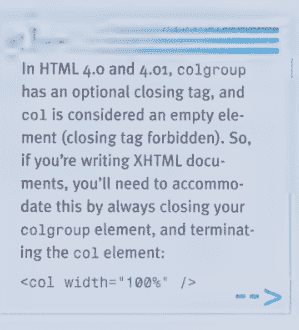 In HTML 4.0 and 4.01, colgroup
has an optional closing tag, and
col is considered an empty ele-
ment (closing tag forbidden). So,
if you're writing XHTML docu-
ments, you'll need to accommo-
date this by always closing your
colgroup element, and terminat-
ing the col element:
<col width="100%" />
-->